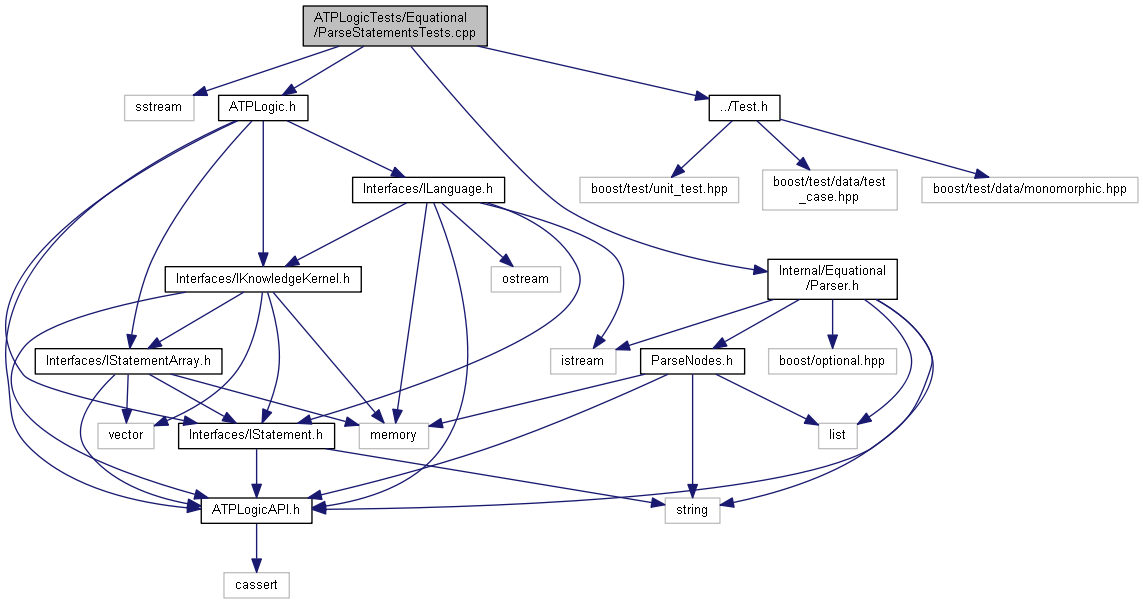 ATPLogicTests/Equational
/ParseStatementsTests.cpp
sstream
ATPLogic.h
../Test.h
Interfaces/ILanguage.h
boost/test/unit_test.hpp
boost/test/data/test
_case.hpp
boost/test/data/monomorphic.hpp
Interfaces/IKnowledgeKernel.h
ostream
Internal/Equational
/Parser.h
Interfaces/IStatementArray.h
istream
ParseNodes.h
boost/optional.hpp
vector
Interfaces/IStatement.h
memory
list
ATPLogicAPI.h
string
cassert